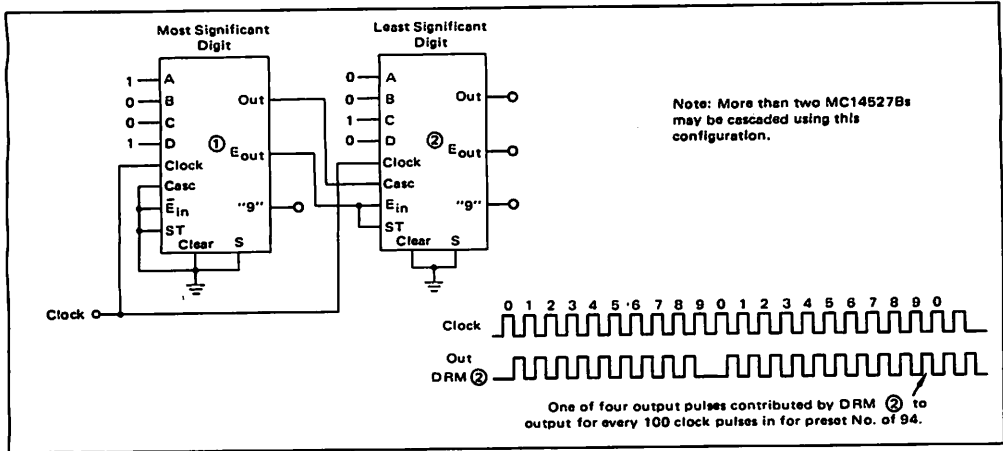 Most Significant
Digit
Least Significant
Digit
1 A
0 B
0 C
1 D
Clock
Casc
E̅in
ST
Clear S
Out
①
Eout
"9"
0 A
0 B
1 C
0 D
Clock
Casc
Ein
ST
Clear S
Out
②
Eout
"9"
Note: More than two MC14527Bs
may be cascaded using this
configuration.
Clock
0 1 2 3 4 5 6 7 8 9 0 1 2 3 4 5 6 7 8 9 0
Clock
Out
DRM ②
One of four output pulses contributed by DRM ② to
output for every 100 clock pulses in for preset No. of 94.